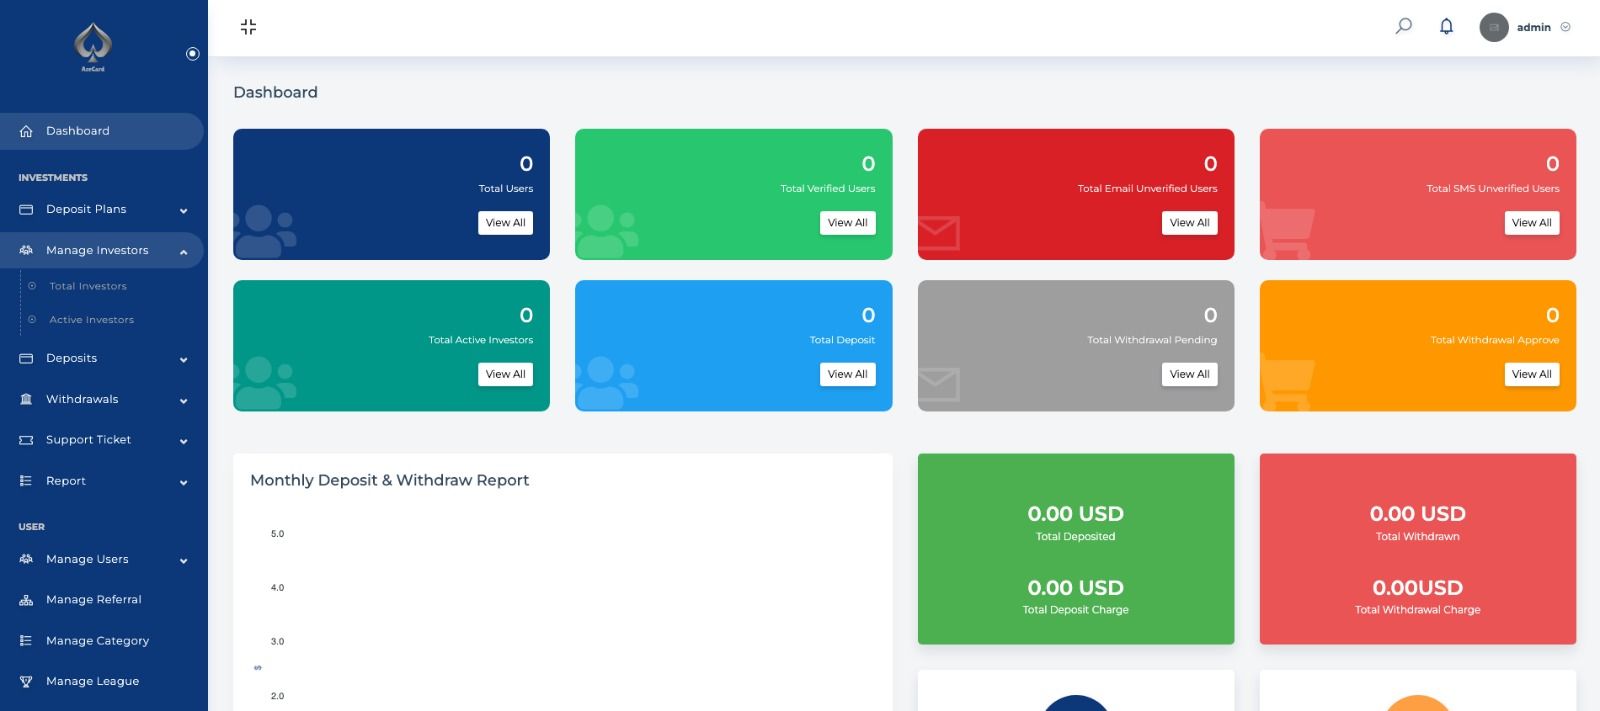 AceCard
admin
Dashboard
Dashboard
INVESTMENTS
Deposit Plans
Manage Investors
Total Investors
Active Investors
Deposits
Withdrawals
Support Ticket
Report
USER
Manage Users
Manage Referral
Manage Category
Manage League
0
Total Users
View All
0
Total Verified Users
View All
0
Total Email Unverified Users
View All
0
Total SMS Unverified Users
View All
0
Total Active Investors
View All
0
Total Deposit
View All
0
Total Withdrawal Pending
View All
0
Total Withdrawal Approve
View All
Monthly Deposit & Withdraw Report
5.0
4.0
3.0
$
2.0
0.00 USD
Total Deposited
0.00 USD
Total Deposit Charge
0.00 USD
Total Withdrawn
0.00USD
Total Withdrawal Charge